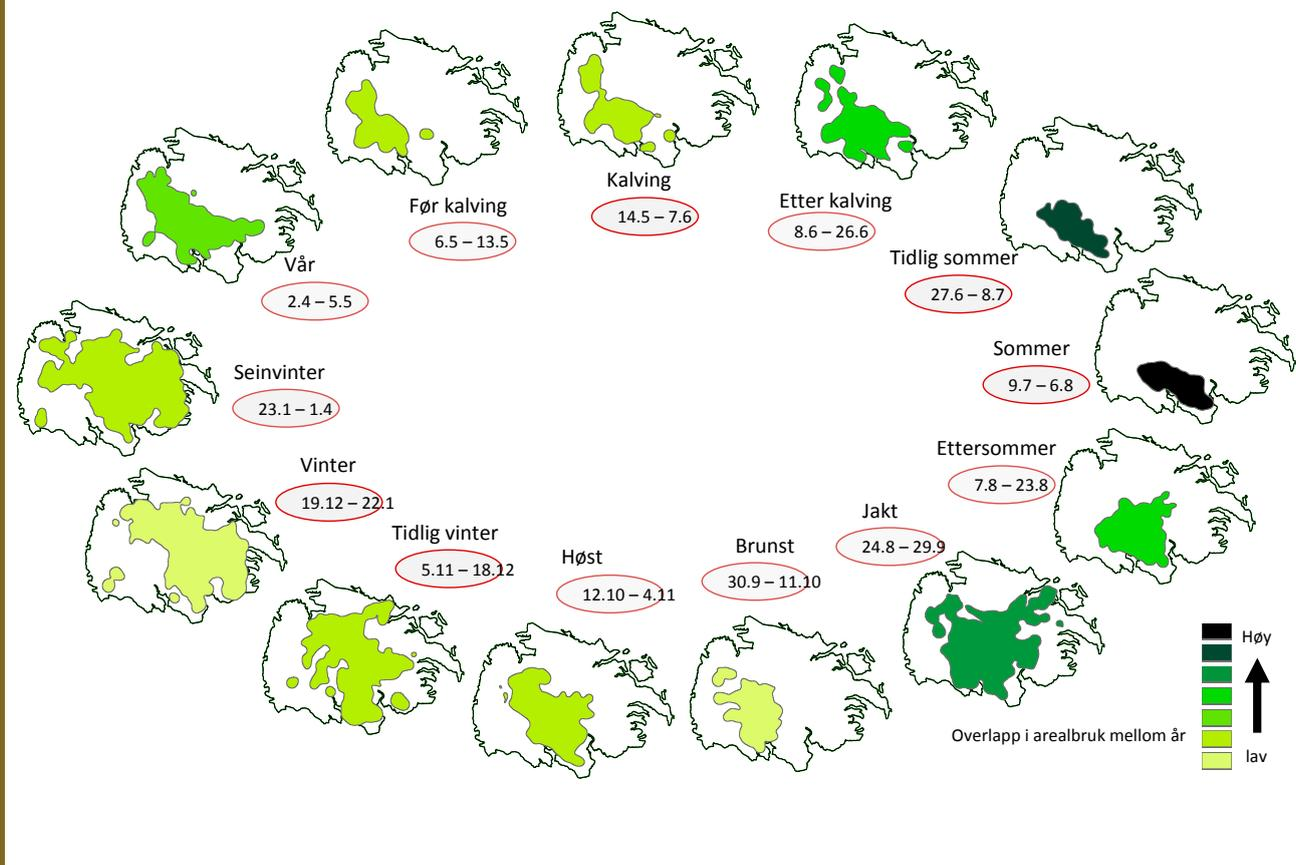 Kalving
14.5 – 7.6
Før kalving
6.5 – 13.5
Etter kalving
8.6 – 26.6
Vår
2.4 – 5.5
Tidlig sommer
27.6 – 8.7
Seinvinter
23.1 – 1.4
Sommer
9.7 – 6.8
Vinter
19.12 – 22.1
Ettersommer
7.8 – 23.8
Tidlig vinter
5.11 – 18.12
Høst
12.10 – 4.11
Brunst
30.9 – 11.10
Jakt
24.8 – 29.9
Høy
Overlapp i arealbruk mellom år
lav